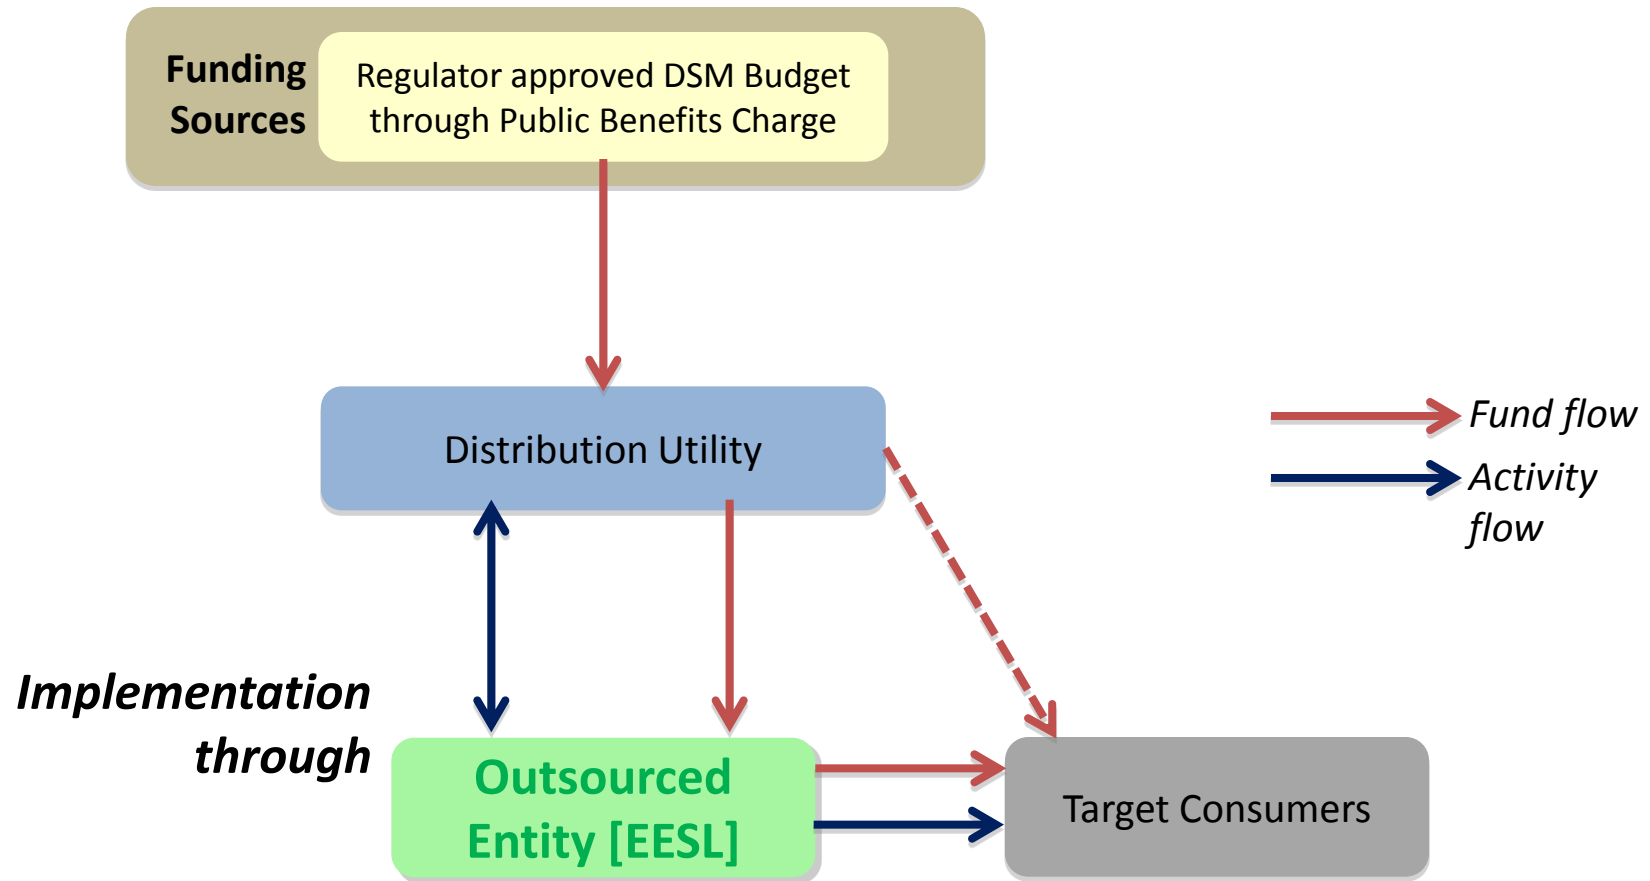 Funding
Sources
Regulator approved DSM Budget
through Public Benefits Charge
Distribution Utility
Fund flow
Activity
flow
Implementation
through
Outsourced
Entity [EESL]
Target Consumers